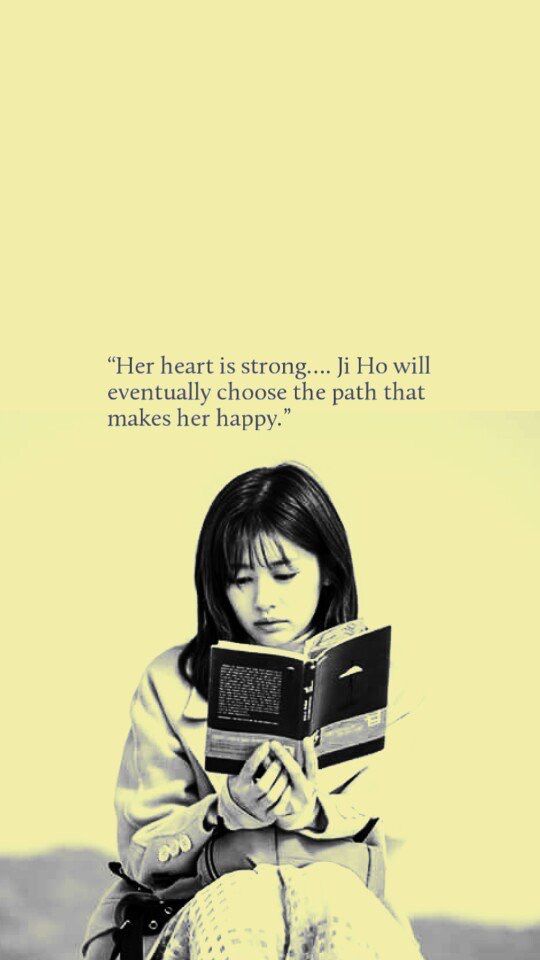 “Her heart is strong.... Ji Ho will
eventually choose the path that
makes her happy.”